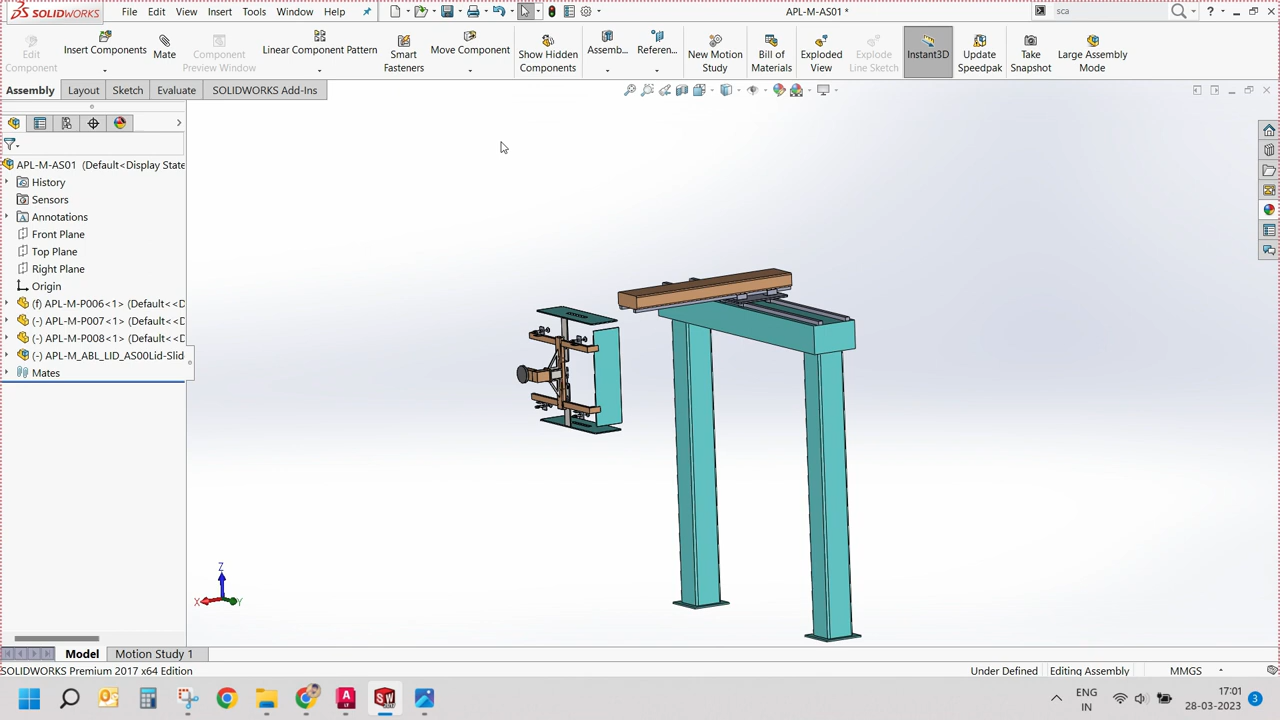 SOLIDWORKS File Edit View Insert Tools Window Help APL-M-AS01 * sca ?
Edit Component
Insert Components
Mate
Component Preview Window
Linear Component Pattern
Smart Fasteners
Move Component
Show Hidden Components
Assemb...
Referen...
New Motion Study
Bill of Materials
Exploded View
Explode Line Sketch
Instant3D
Update Speedpak
Take Snapshot
Large Assembly Mode
Assembly Layout Sketch Evaluate SOLIDWORKS Add-Ins
APL-M-AS01 (Default<Display State
History
Sensors
Annotations
Front Plane
Top Plane
Right Plane
Origin
(f) APL-M-P006<1> (Default<<D
(-) APL-M-P007<1> (Default<<D
(-) APL-M-P008<1> (Default<<D
(-) APL-M_ABL_LID_AS00Lid-Slid
Mates
Z
X Y
Model Motion Study 1
SOLIDWORKS Premium 2017 x64 Edition Under Defined Editing Assembly MMGS
ENG
IN
17:01
28-03-2023
3